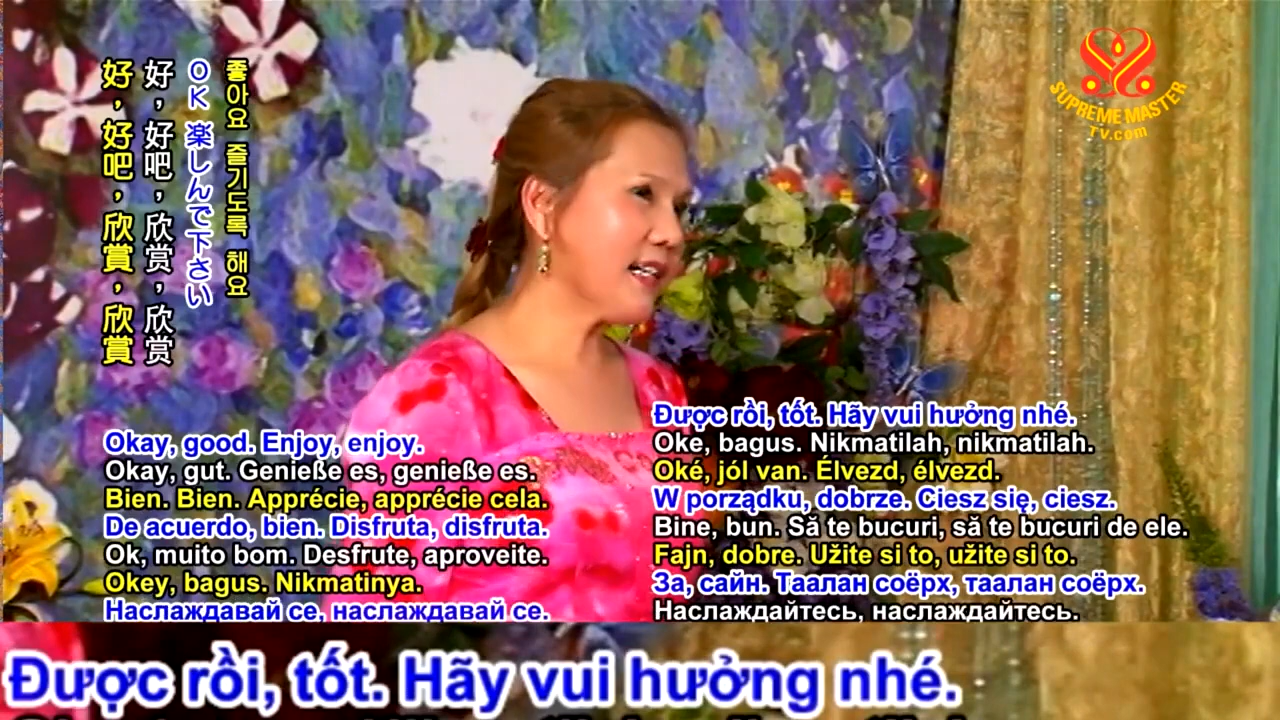 좋아요 즐기도록 해요
OK 楽しんで下さい
好，好吧，欣賞，欣賞
好，好吧，欣赏，欣赏
SUPREME MASTER
TV.com
Okay, good. Enjoy, enjoy.
Okay, gut. Genieße es, genieße es.
Bien. Bien. Apprécie, apprécie cela.
De acuerdo, bien. Disfruta, disfruta.
Ok, muito bom. Desfrute, aproveite.
Okey, bagus. Nikmatinya.
Наслаждавай се, наслаждавай се.
Được rồi, tốt. Hãy vui hưởng nhé.
Oke, bagus. Nikmatilah, nikmatilah.
Oké, jól van. Élvezd, élvezd.
W porządku, dobrze. Ciesz się, ciesz.
Bine, bun. Să te bucuri, să te bucuri de ele.
Fajn, dobre. Užite si to, užite si to.
За, сайн. Таалан соёрх, таалан соёрх.
Наслаждайтесь, наслаждайтесь.
Được rồi, tốt. Hãy vui hưởng nhé.